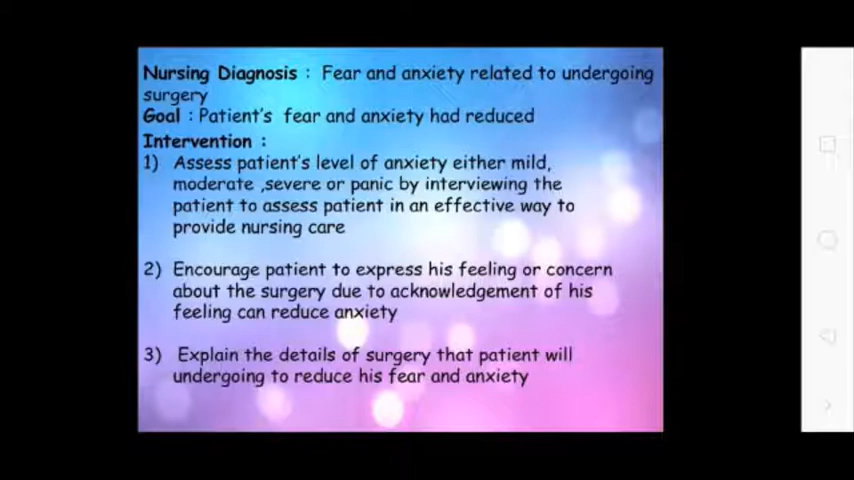 Nursing Diagnosis : Fear and anxiety related to undergoing
surgery
Goal : Patient's fear and anxiety had reduced
Intervention :
1) Assess patient's level of anxiety either mild,
moderate ,severe or panic by interviewing the
patient to assess patient in an effective way to
provide nursing care
2) Encourage patient to express his feeling or concern
about the surgery due to acknowledgement of his
feeling can reduce anxiety
3) Explain the details of surgery that patient will
undergoing to reduce his fear and anxiety